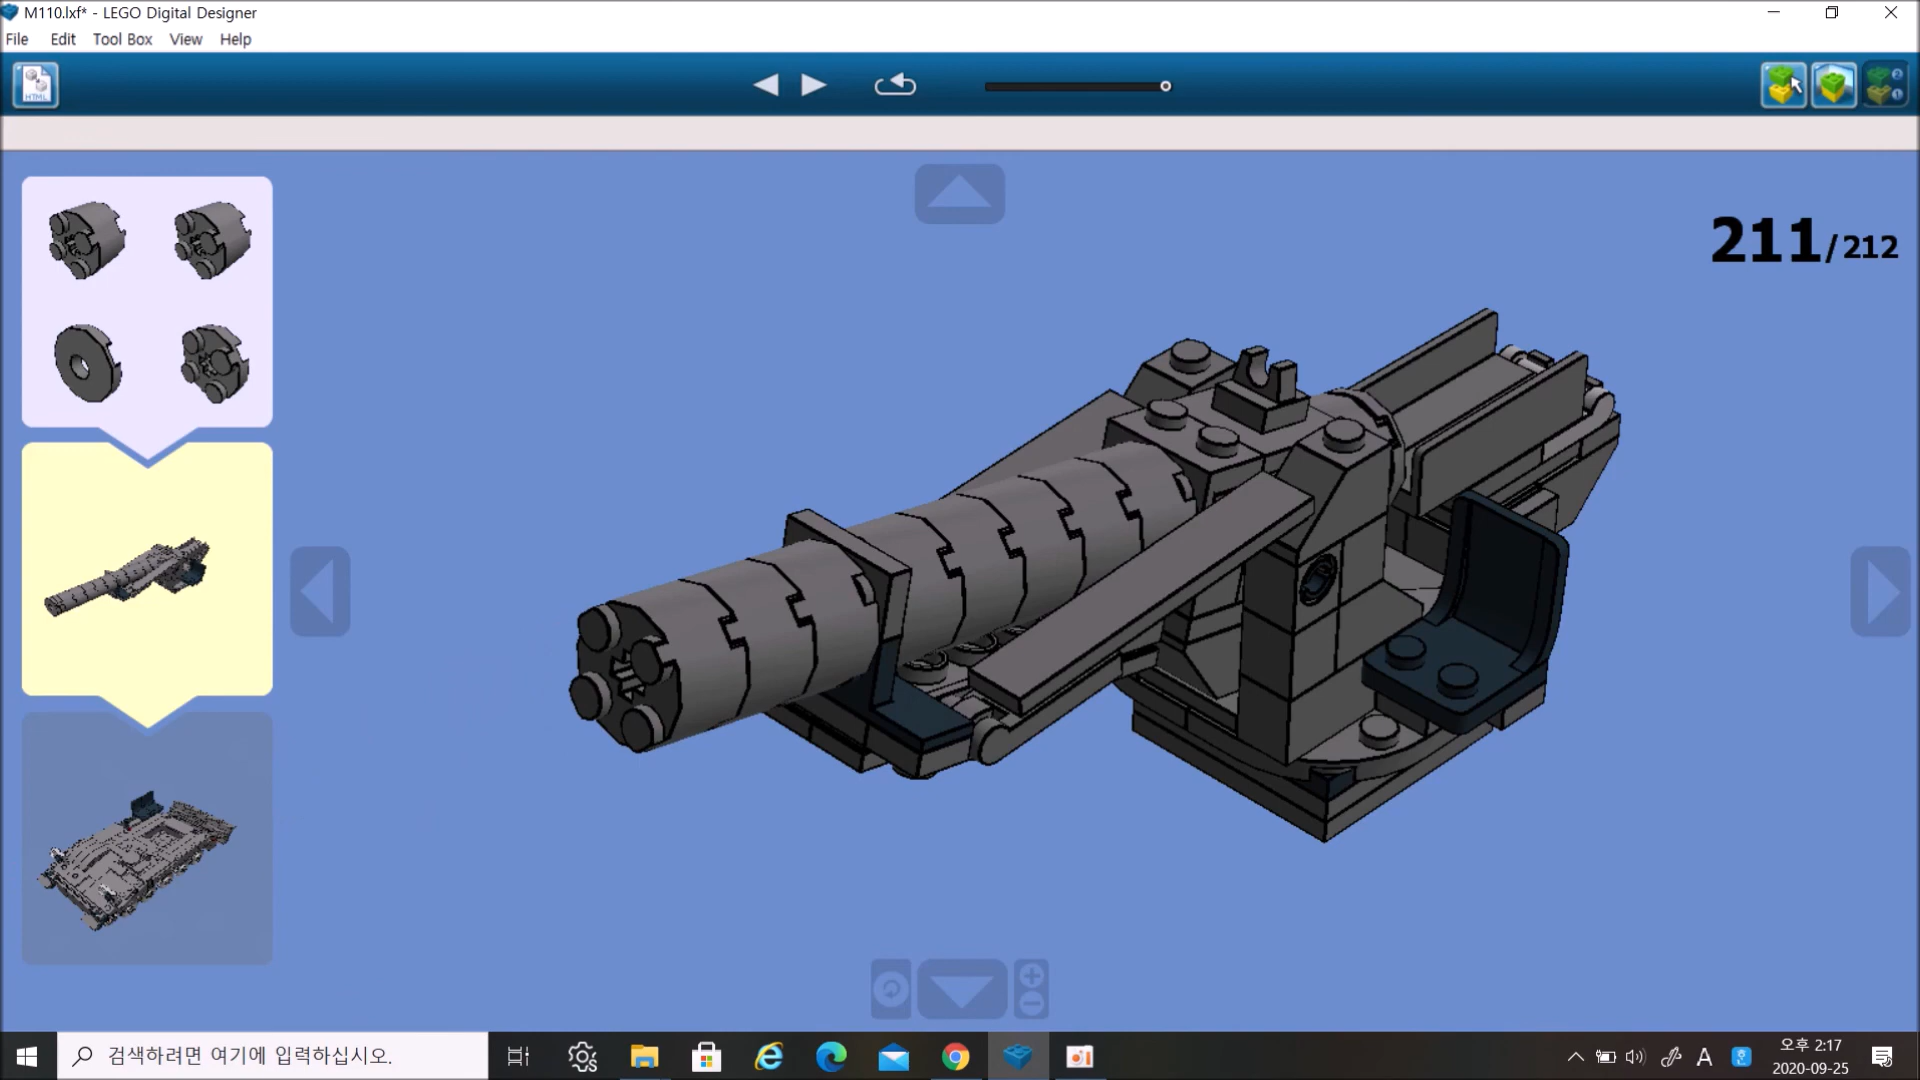 M110.lxf* - LEGO Digital Designer
File Edit Tool Box View Help
HTML
211/212
검색하려면 여기에 입력하십시오.
A
오후 2:17
2020-09-25